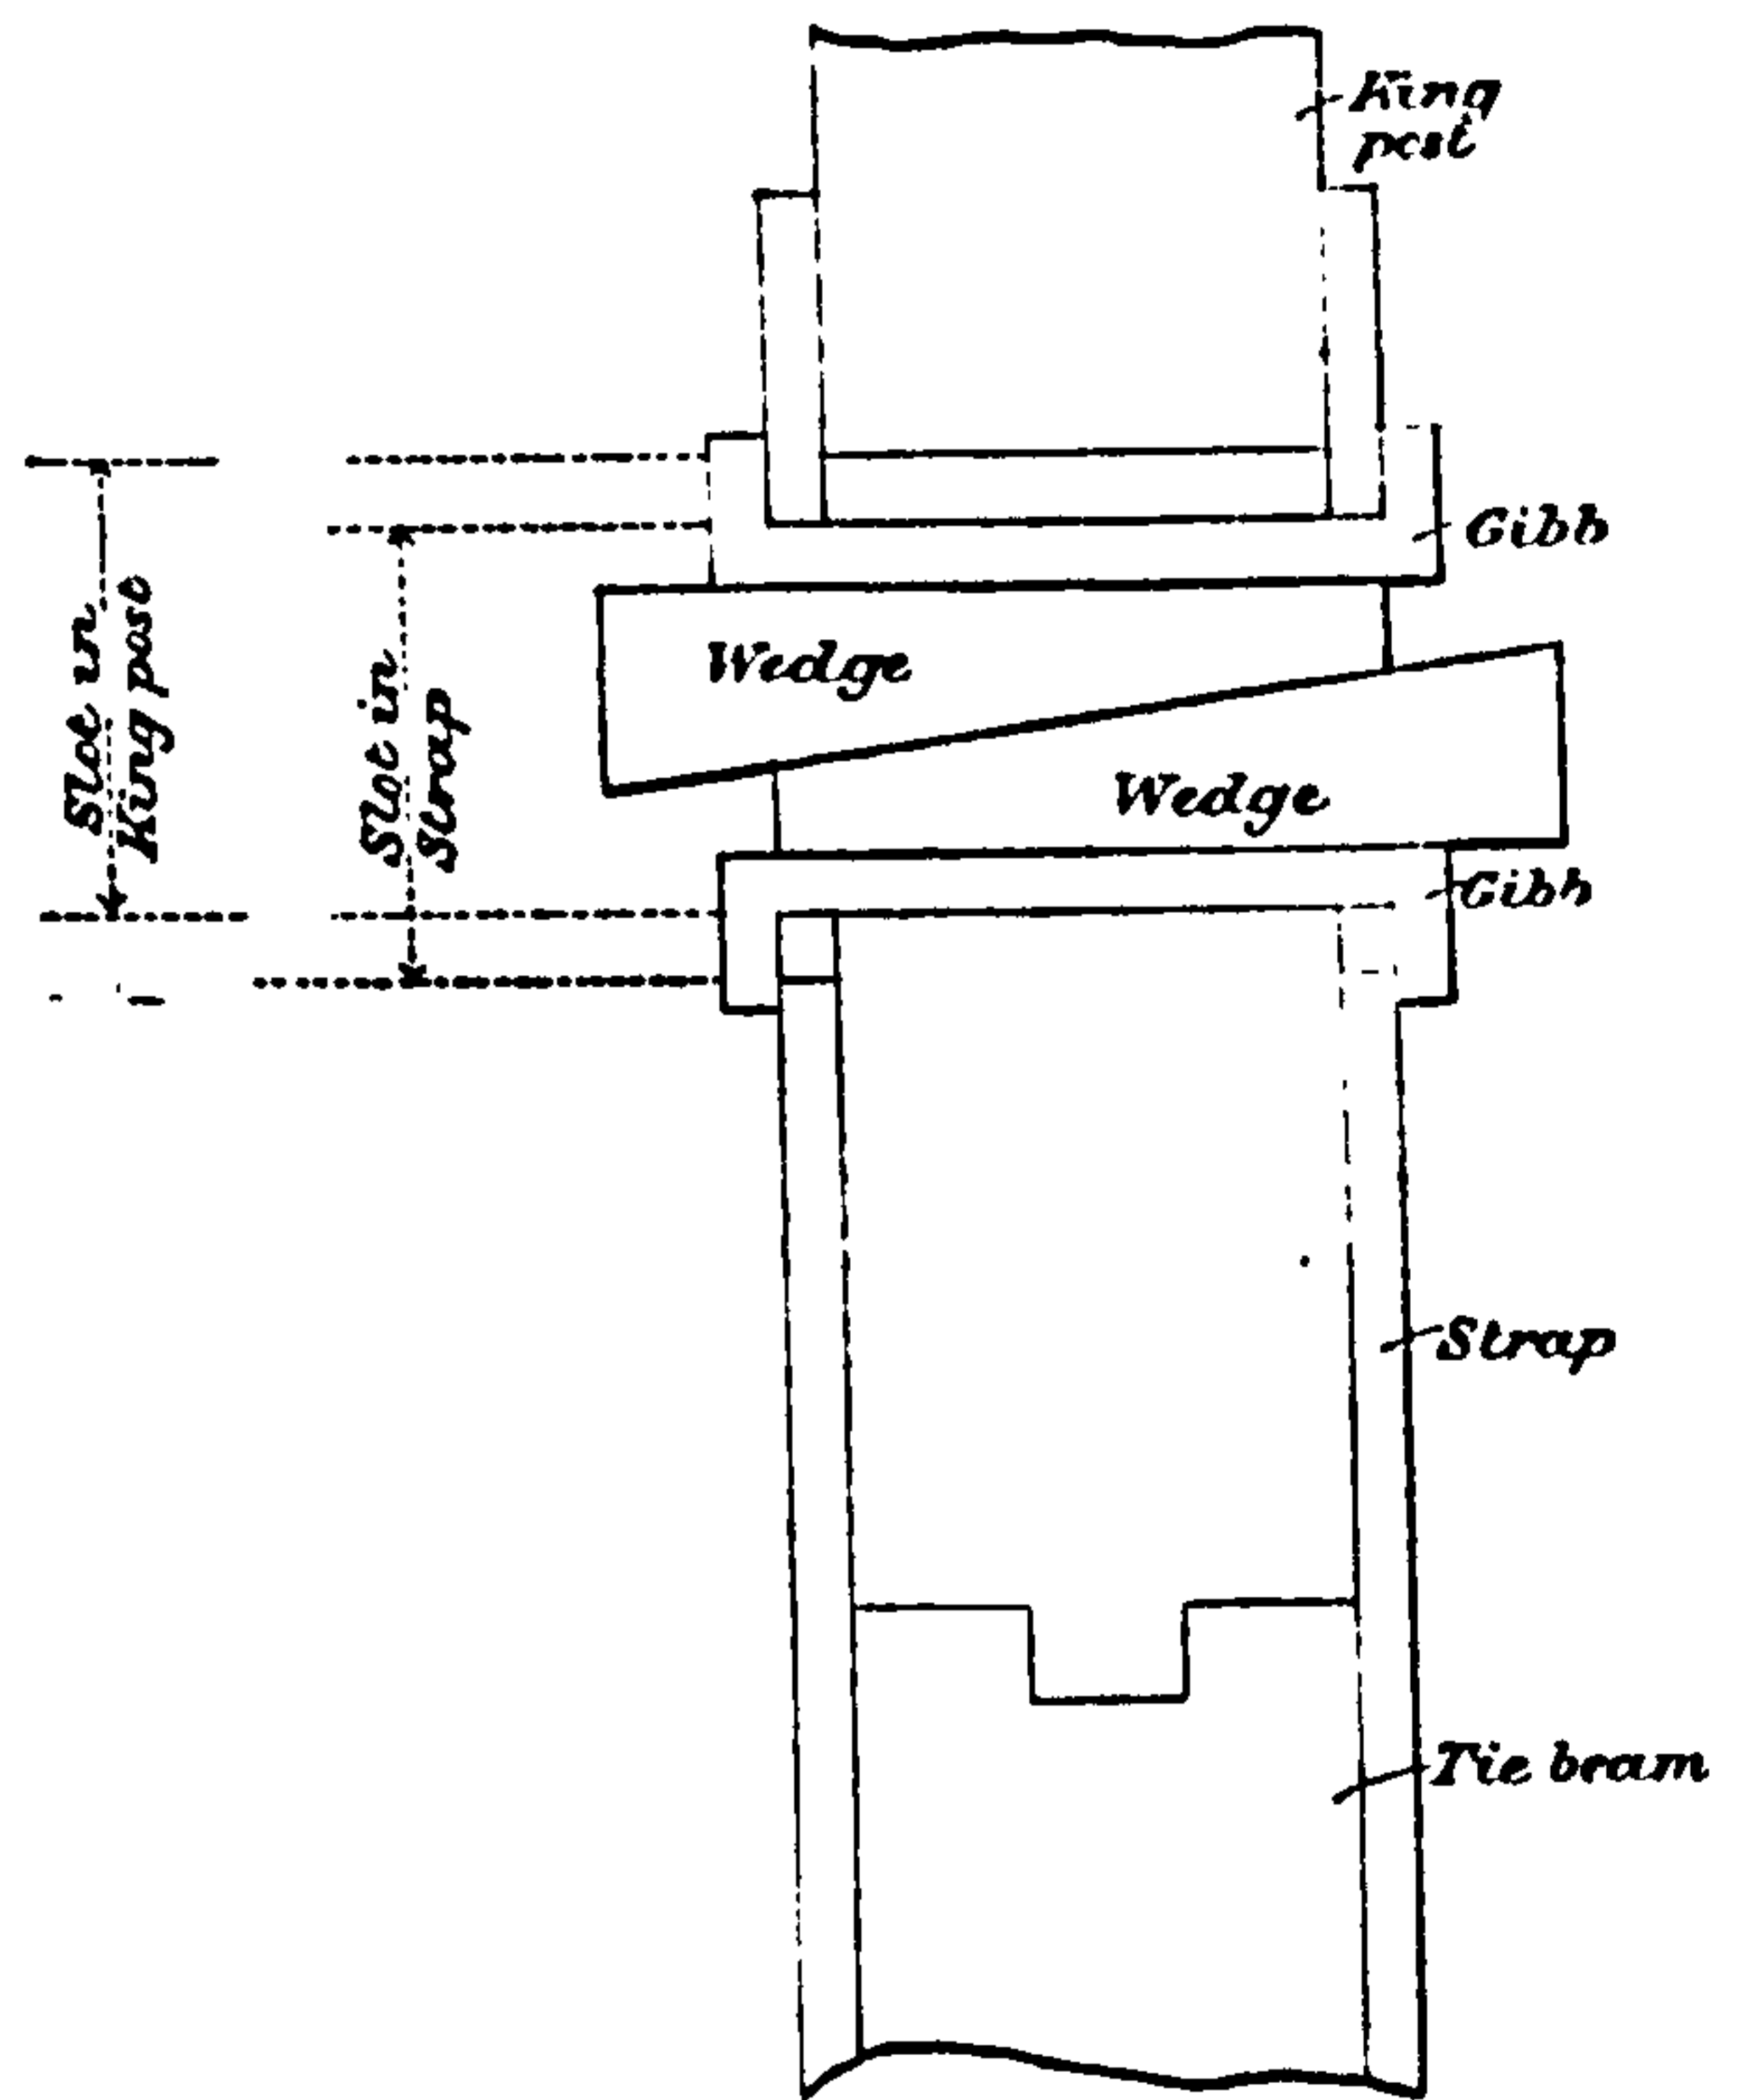 King
post
Gibb
Wedge
Wedge
Gibb
Slot in
King post
Slot in
Strap
Strap
Tie beam